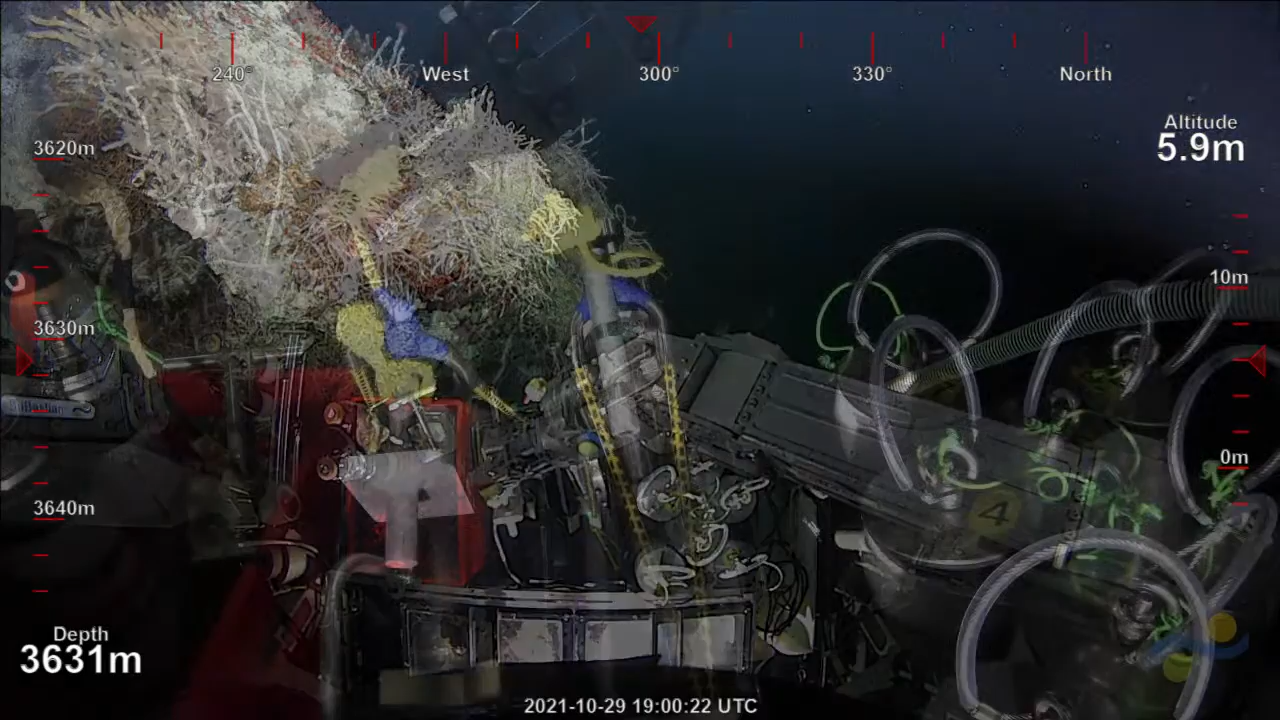 240° West 300° 330° North
Altitude
5.9m
3620m
10m
3630m
SuBastian
0m
3640m
4
Depth
3631m
2021-10-29 19:00:22 UTC